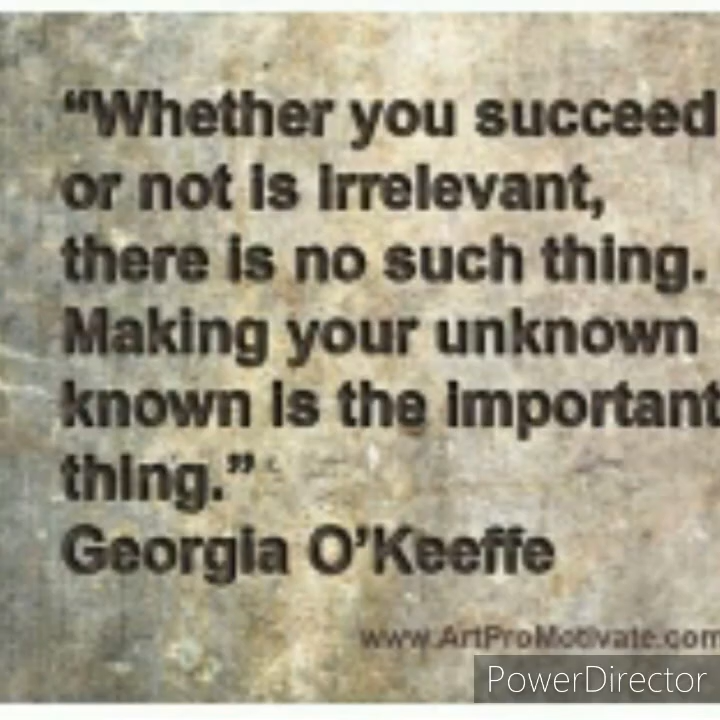 “Whether you succeed
or not is irrelevant,
there is no such thing.
Making your unknown
known is the important
thing.”
Georgia O’Keeffe
www.ArtProMotivate.com
PowerDirector